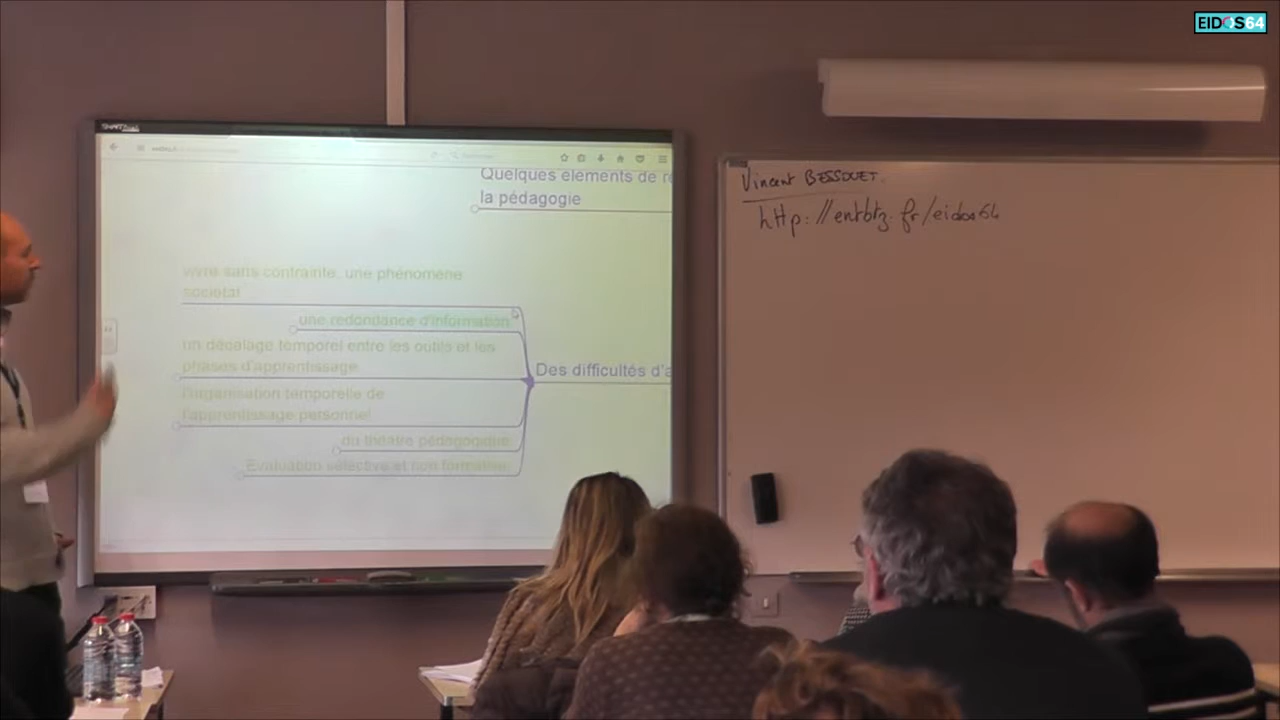 EIDOS64
Quelques éléments de r
la pédagogie
vivre sans contrainte, une phénomène
sociétal
une redondance d'information
un décalage temporel entre les outils et les
phases d'apprentissage
l'organisation temporelle de
l'apprentissage personnel
du théatre pédagogique
Evaluation sélective et non formative
Des difficultés d'a
Vincent BESSOUET.
http://entbtz.fr/eidos64